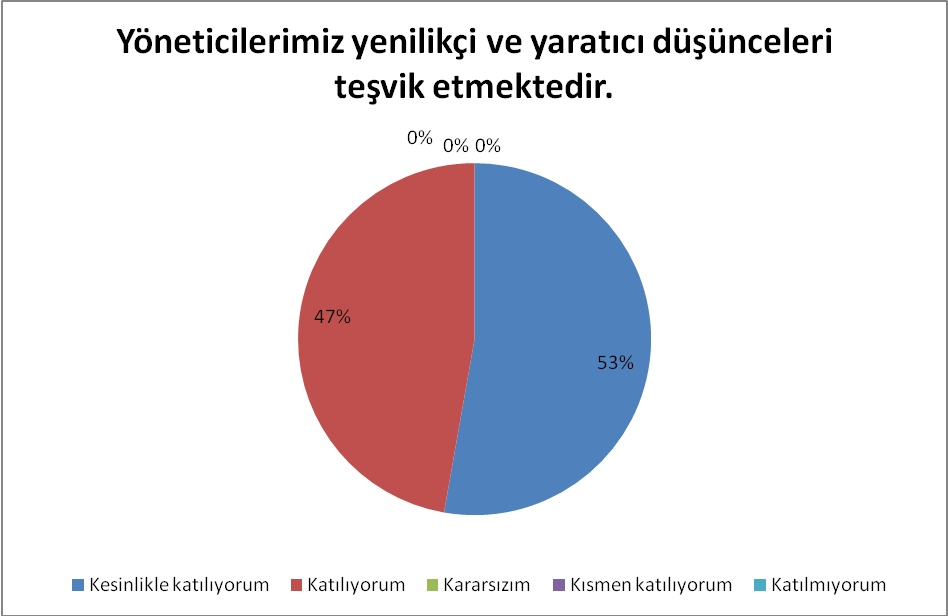 Yöneticilerimiz yenilikçi ve yaratıcı düşünceleri
teşvik etmektedir.
0%
0% 0%
47%
53%
Kesinlikle katılıyorum Katılıyorum Kararsızım Kısmen katılıyorum Katılmıyorum